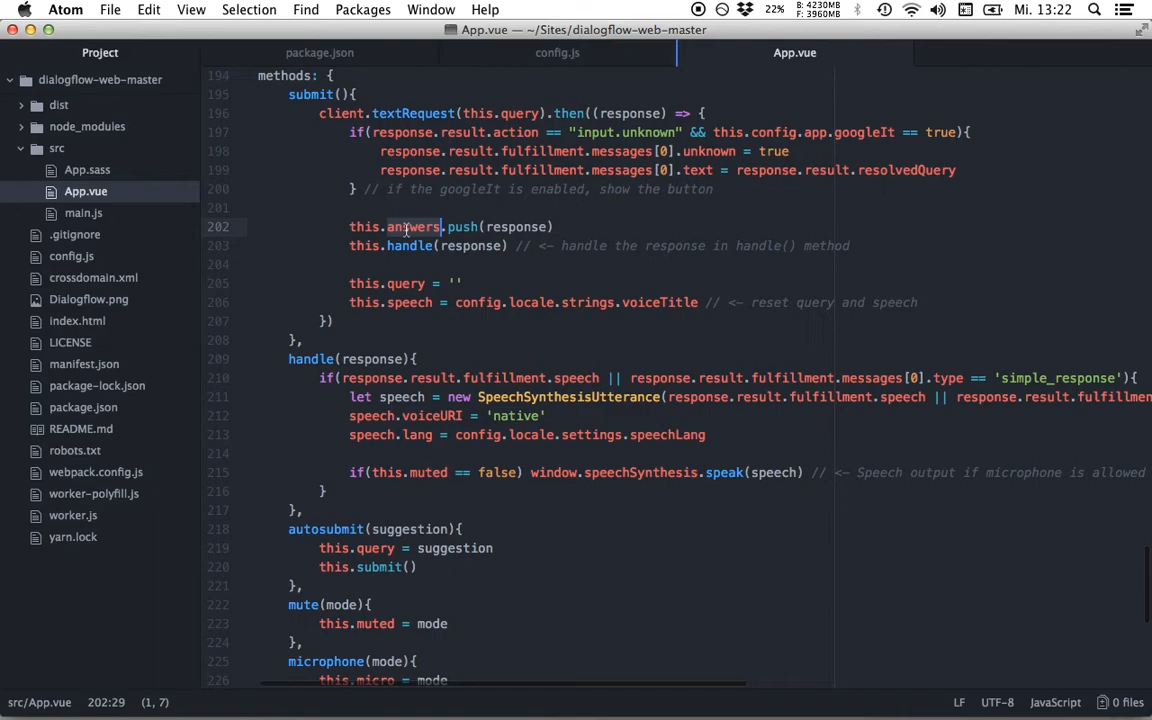 Atom File Edit View Selection Find Packages Window Help 22% B: 4230MB F: 3960MB Mi. 13:22
App.vue — ~/Sites/dialogflow-web-master
Project package.json config.js App.vue
dialogflow-web-master
dist
node_modules
src
App.sass
App.vue
main.js
.gitignore
config.js
crossdomain.xml
Dialogflow.png
index.html
LICENSE
manifest.json
package-lock.json
package.json
README.md
robots.txt
webpack.config.js
worker-polyfill.js
worker.js
yarn.lock
194 methods: {
195 submit(){
196 client.textRequest(this.query).then((response) => {
197 if(response.result.action == "input.unknown" && this.config.app.googleIt == true){
198 response.result.fulfillment.messages[0].unknown = true
199 response.result.fulfillment.messages[0].text = response.result.resolvedQuery
200 } // if the googleIt is enabled, show the button
201
202 this.answers.push(response)
203 this.handle(response) // <- handle the response in handle() method
204
205 this.query = ''
206 this.speech = config.locale.strings.voiceTitle // <- reset query and speech
207 })
208 },
209 handle(response){
210 if(response.result.fulfillment.speech || response.result.fulfillment.messages[0].type == 'simple_response'){
211 let speech = new SpeechSynthesisUtterance(response.result.fulfillment.speech || response.result.fulfillmen
212 speech.voiceURI = 'native'
213 speech.lang = config.locale.settings.speechLang
214
215 if(this.muted == false) window.speechSynthesis.speak(speech) // <- Speech output if microphone is allowed
216 }
217 },
218 autosubmit(suggestion){
219 this.query = suggestion
220 this.submit()
221 },
222 mute(mode){
223 this.muted = mode
224 },
225 microphone(mode){
226 this.micro = mode
src/App.vue 202:29 (1, 7) LF UTF-8 JavaScript 0 files